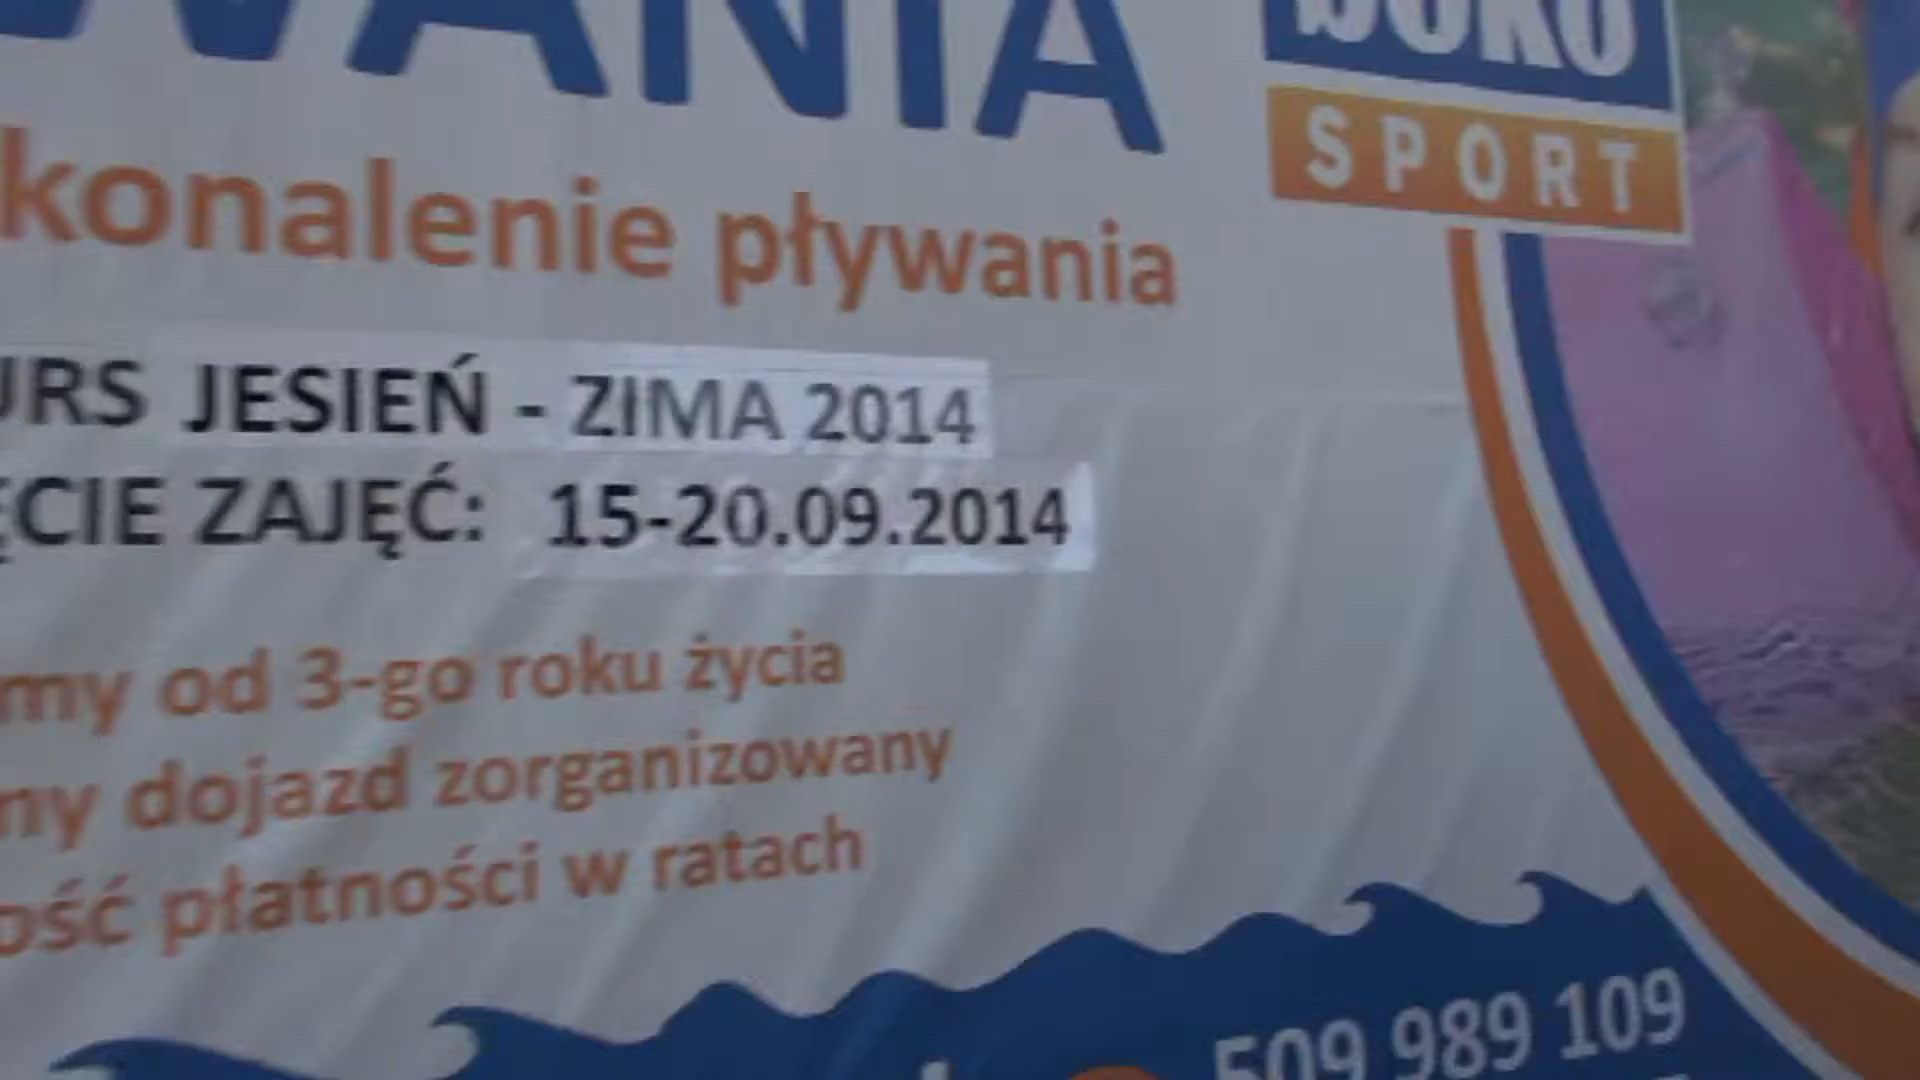 WANIA
SPORT
konalenie pływania
URS JESIEŃ - ZIMA 2014
ĘCIE ZAJĘĆ: 15-20.09.2014
my od 3-go roku życia
ny dojazd zorganizowany
ość płatności w ratach
509 989 109